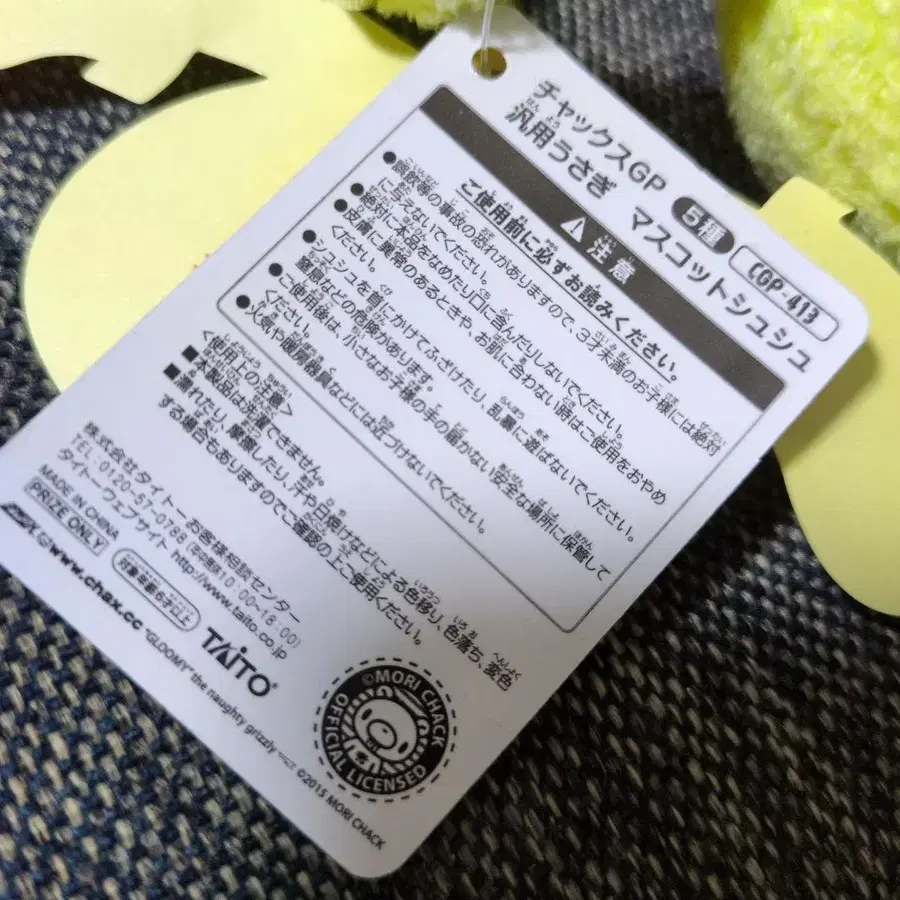 チャックスGP 5種 CGP-413
汎用うさぎ マスコットシュシュ
注意
ご使用前に必ずお読みください。
●誤飲等の事故の恐れがありますので、3才未満のお子様には絶対
に与えないでください。
●絶対に本品をなめたり口に含んだりしないでください。
●皮膚に異常のあるときや、お肌に合わない時はご使用をおやめ
ください。
●シュシュを首にかけてふざけたり、乱暴に遊ばないでください。
窒息などの危険があります。
●ご使用後は、小さなお子様の手の届かない安全な場所に保管して
ください。
●火気や暖房器具などには近づけないでください。
<使用上の注意>
■本製品は洗濯できません。
■濡れたり、摩擦したり、汗や日焼けなどによる色移り、色落ち、変色
する場合もありますのでご確認の上ご使用ください。
株式会社タイトーお客様相談センター
TEL:0120-57-0788 (平日10:00~18:00)
タイトーウェブサイト http://www.taito.co.jp
MADE IN CHINA
PRIZE ONLY
対象年齢6才以上
TAITO
www.chax.cc "GLOOMY" the naughty grizzly ©2015 MORI CHACK
©MORI CHACK
OFFICIAL LICENSED